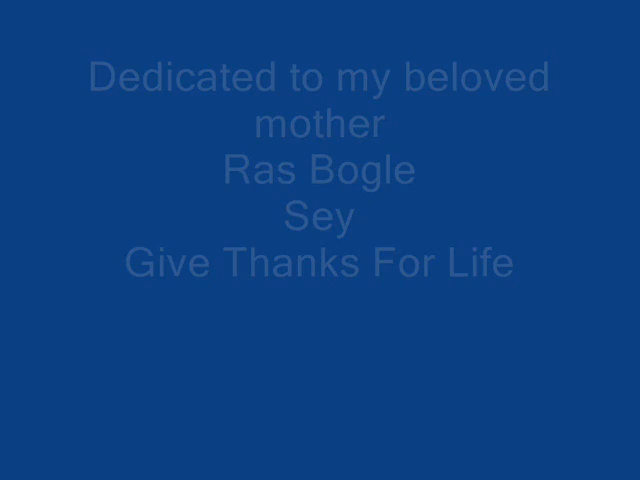 Dedicated to my beloved
mother
Ras Bogle
Sey
Give Thanks For Life